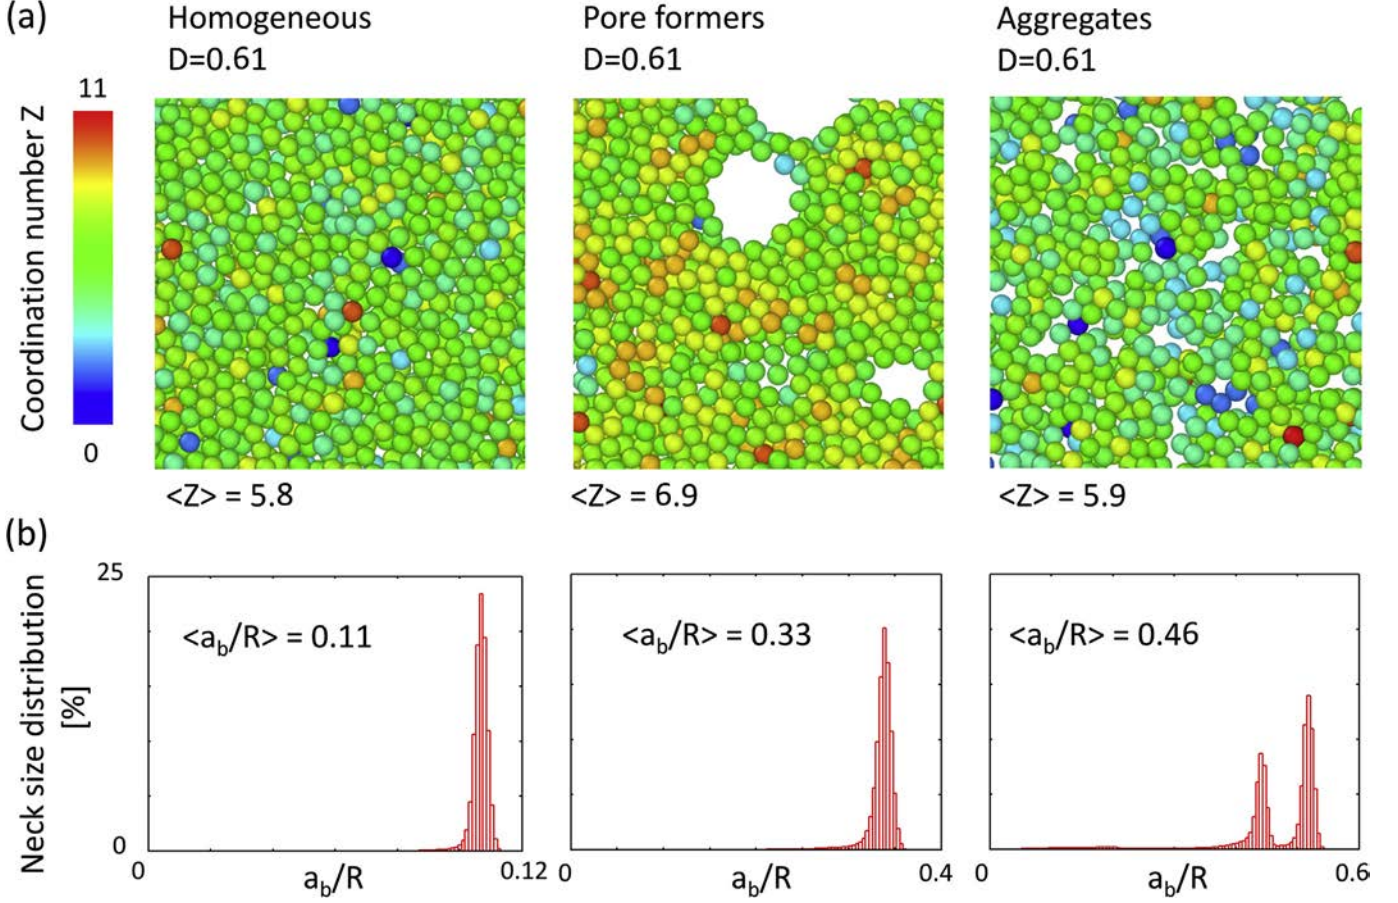 (a)
Homogeneous
D=0.61
Pore formers
D=0.61
Aggregates
D=0.61
Coordination number Z
11
0
<Z> = 5.8
<Z> = 6.9
<Z> = 5.9
(b)
Neck size distribution
[%]
25
0
<a_b/R> = 0.11
<a_b/R> = 0.33
<a_b/R> = 0.46
0
a_b/R
0.12
0
a_b/R
0.4
0
a_b/R
0.6